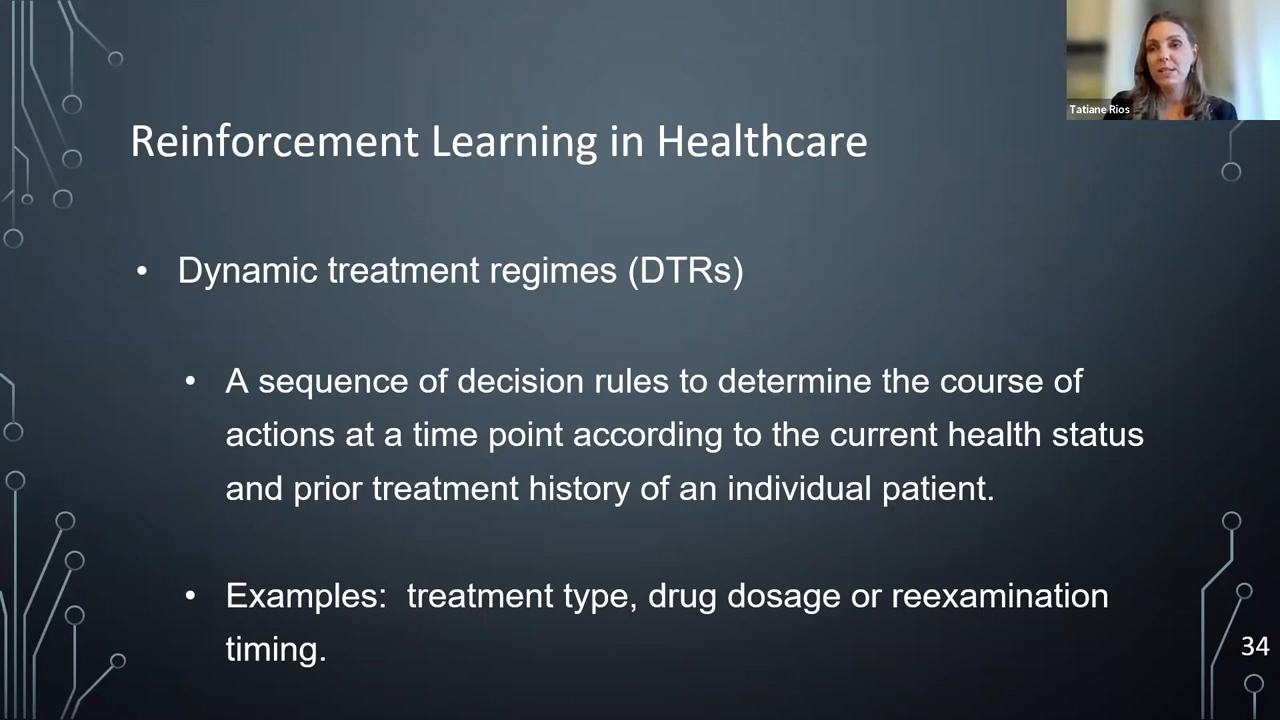 Tatiane Rios
Reinforcement Learning in Healthcare
• Dynamic treatment regimes (DTRs)
• A sequence of decision rules to determine the course of
actions at a time point according to the current health status
and prior treatment history of an individual patient.
• Examples: treatment type, drug dosage or reexamination
timing.
34